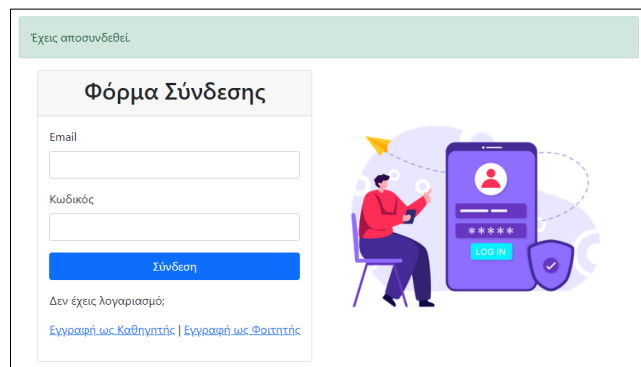 Έχεις αποσυνδεθεί.
Φόρμα Σύνδεσης
Email
Κωδικός
Σύνδεση
Δεν έχεις λογαριασμό;
Εγγραφή ως Καθηγητής | Εγγραφή ως Φοιτητής
*****
LOG IN